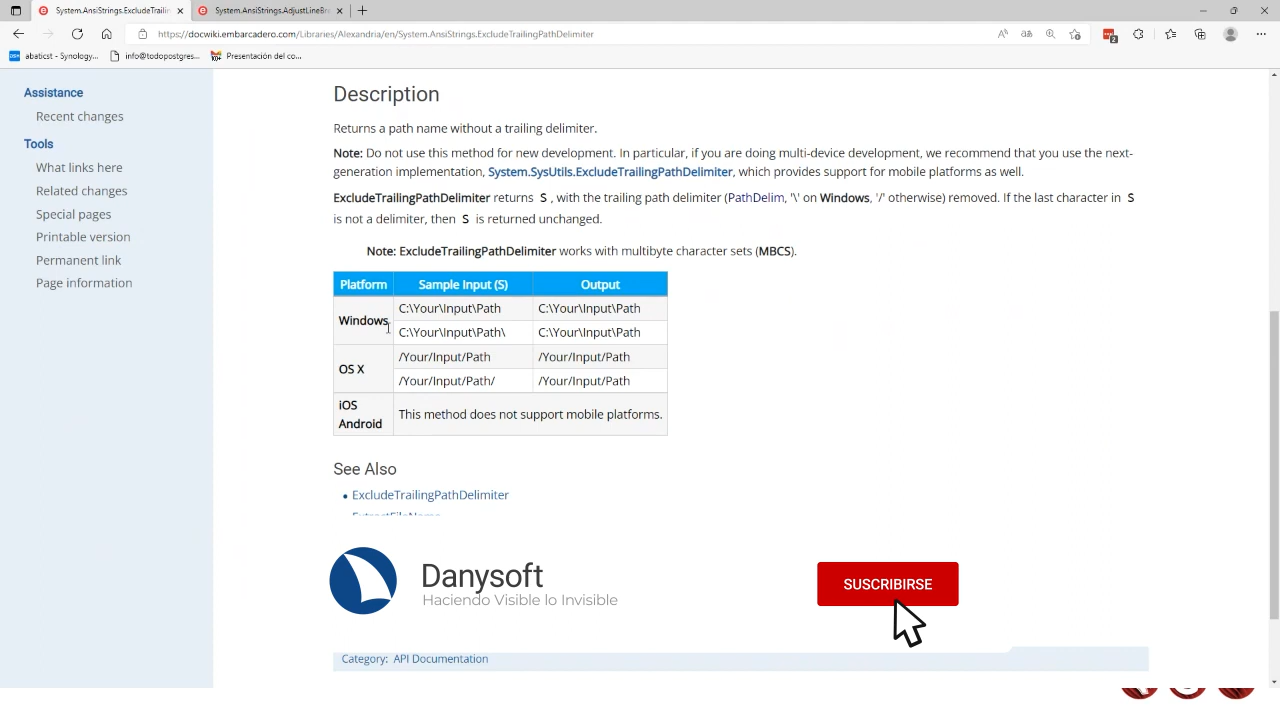 System.AnsiStrings.ExcludeTrailin
System.AnsiStrings.AdjustLineBre
https://docwiki.embarcadero.com/Libraries/Alexandria/en/System.AnsiStrings.ExcludeTrailingPathDelimiter
abaticst - Synology...
info@todopostgres...
Presentación del co...
Assistance
Recent changes
Tools
What links here
Related changes
Special pages
Printable version
Permanent link
Page information
Description
Returns a path name without a trailing delimiter.
Note: Do not use this method for new development. In particular, if you are doing multi-device development, we recommend that you use the next-
generation implementation, System.SysUtils.ExcludeTrailingPathDelimiter, which provides support for mobile platforms as well.
ExcludeTrailingPathDelimiter returns S , with the trailing path delimiter (PathDelim, '\' on Windows, '/' otherwise) removed. If the last character in S
is not a delimiter, then S is returned unchanged.
Note: ExcludeTrailingPathDelimiter works with multibyte character sets (MBCS).
Platform Sample Input (S) Output
Windows
C:\Your\Input\Path C:\Your\Input\Path
C:\Your\Input\Path\ C:\Your\Input\Path
OS X
/Your/Input/Path /Your/Input/Path
/Your/Input/Path/ /Your/Input/Path
iOS
Android
This method does not support mobile platforms.
See Also
ExcludeTrailingPathDelimiter
Danysoft
Haciendo Visible lo Invisible
SUSCRIBIRSE
Category: API Documentation